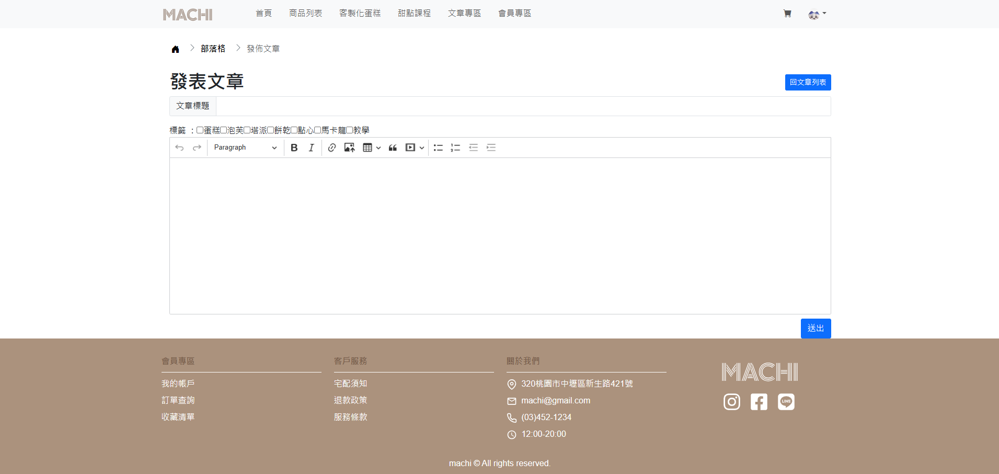 MACHI 首頁 商品列表 客製化蛋糕 甜點課程 文章專區 會員專區
部落格 發佈文章
發表文章 回文章列表
文章標題
標籤 ：蛋糕泡芙塔派餅乾點心馬卡龍教學
Paragraph B I
送出
會員專區
我的帳戶
訂單查詢
收藏清單
客戶服務
宅配須知
退款政策
服務條款
關於我們
320桃園市中壢區新生路421號
machi@gmail.com
(03)452-1234
12:00-20:00
MACHI
LINE
machi © All rights reserved.